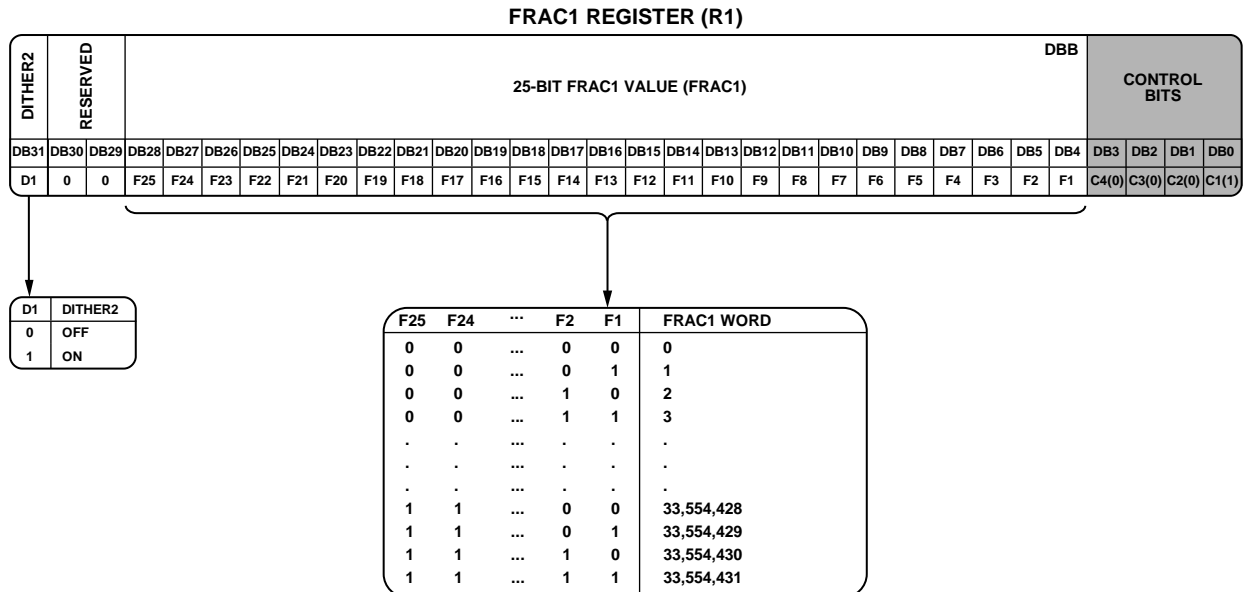 FRAC1 REGISTER (R1)
DITHER2
RESERVED
25-BIT FRAC1 VALUE (FRAC1)
DBB
CONTROL
BITS
DB31 DB30 DB29 DB28 DB27 DB26 DB25 DB24 DB23 DB22 DB21 DB20 DB19 DB18 DB17 DB16 DB15 DB14 DB13 DB12 DB11 DB10 DB9 DB8 DB7 DB6 DB5 DB4 DB3 DB2 DB1 DB0
D1 0 0 F25 F24 F23 F22 F21 F20 F19 F18 F17 F16 F15 F14 F13 F12 F11 F10 F9 F8 F7 F6 F5 F4 F3 F2 F1 C4(0) C3(0) C2(0) C1(1)
D1 DITHER2
0 OFF
1 ON
F25 F24 ... F2 F1 FRAC1 WORD
0 0 ... 0 0 0
0 0 ... 0 1 1
0 0 ... 1 0 2
0 0 ... 1 1 3
. . ... . . .
. . ... . . .
. . ... . . .
1 1 ... 0 0 33,554,428
1 1 ... 0 1 33,554,429
1 1 ... 1 0 33,554,430
1 1 ... 1 1 33,554,431